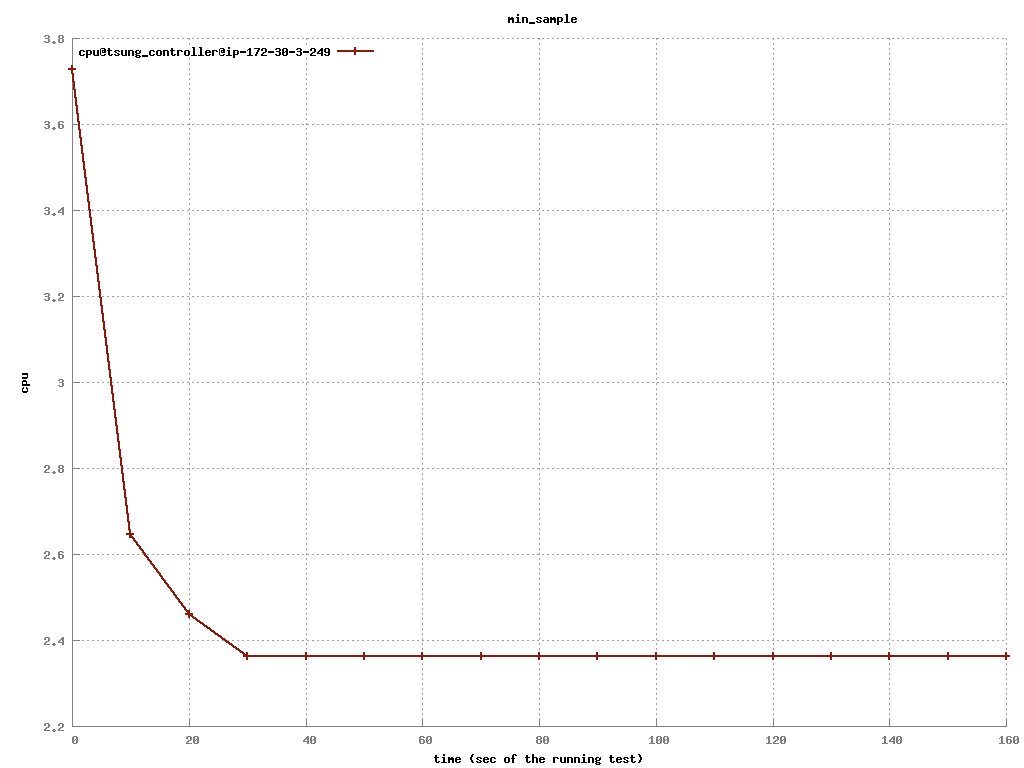 min_sample
cpu@tsung_controller@ip-172-30-3-249
3.8
3.6
3.4
3.2
3
2.8
2.6
2.4
2.2
cpu
0 20 40 60 80 100 120 140 160
time (sec of the running test)